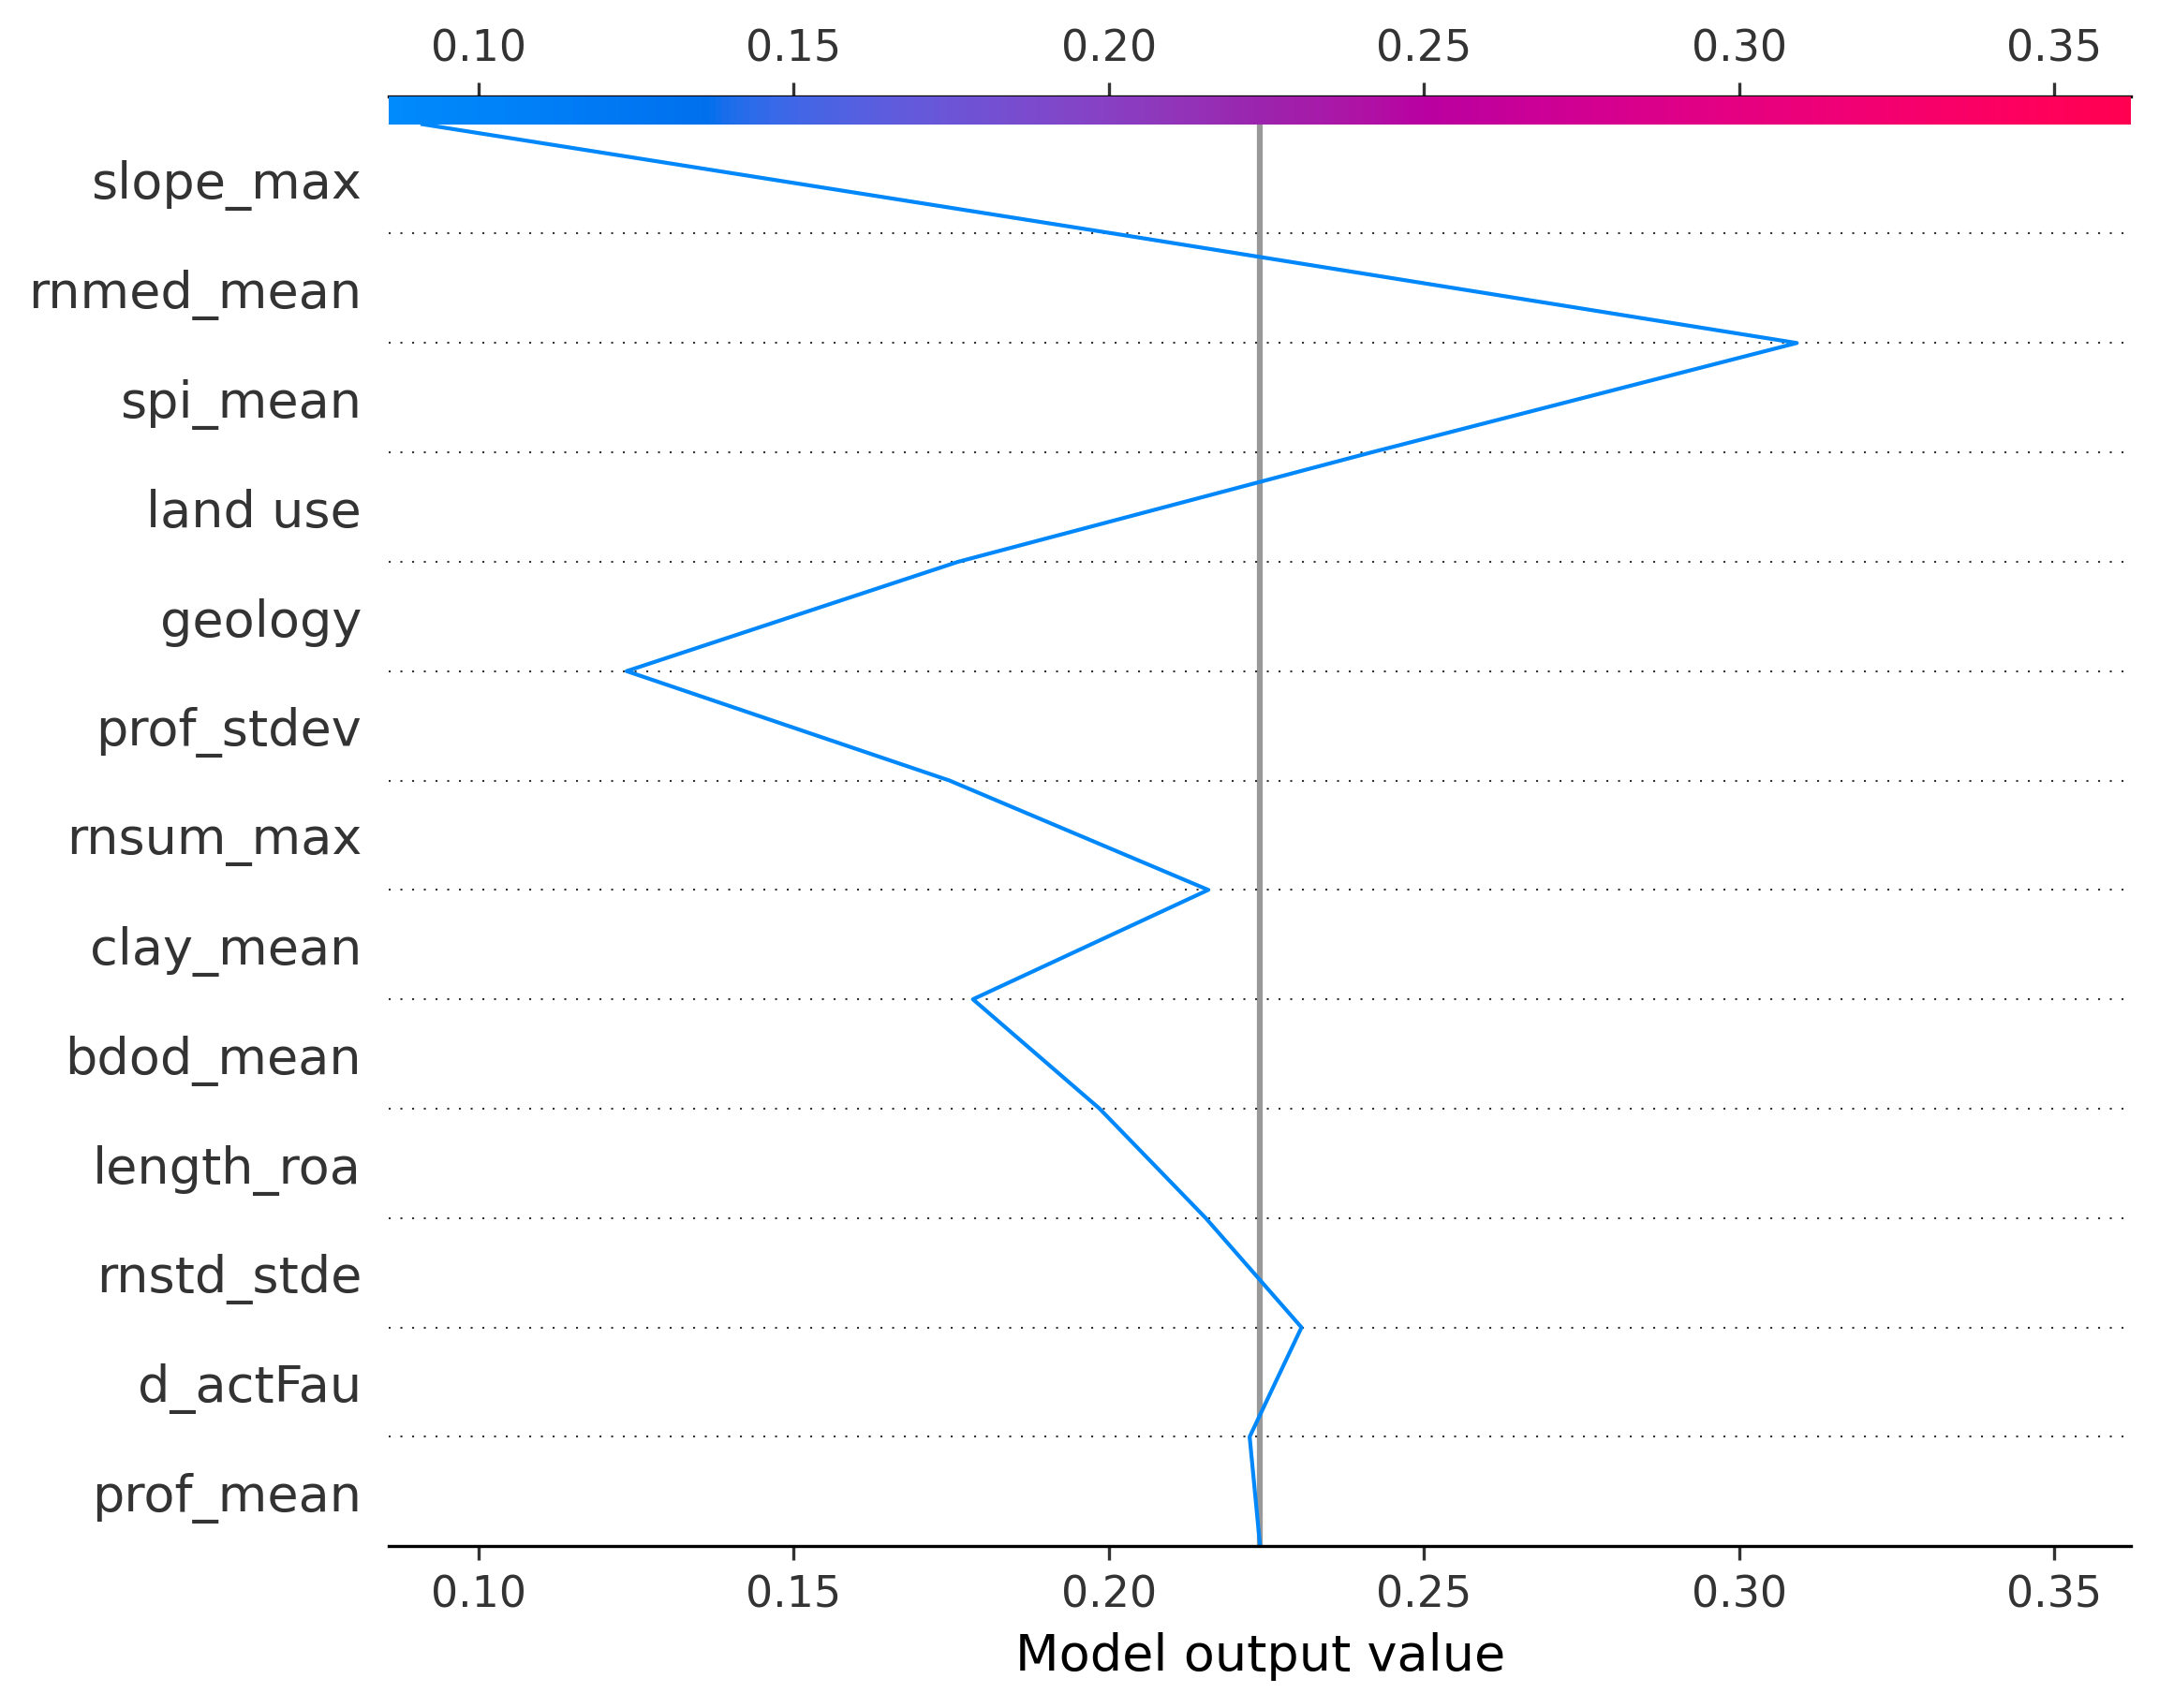 0.10 0.15 0.20 0.25 0.30 0.35
slope_max
rnmed_mean
spi_mean
land use
geology
prof_stdev
rnsum_max
clay_mean
bdod_mean
length_roa
rnstd_stde
d_actFau
prof_mean
0.10 0.15 0.20 0.25 0.30 0.35
Model output value